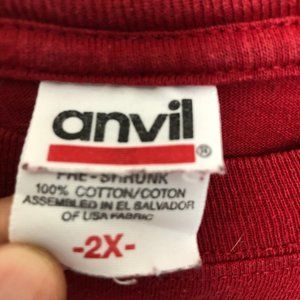 anvil
®
PRE-SHRUNK
100% COTTON/COTON
ASSEMBLED IN EL SALVADOR
OF USA FABRIC
-2X-